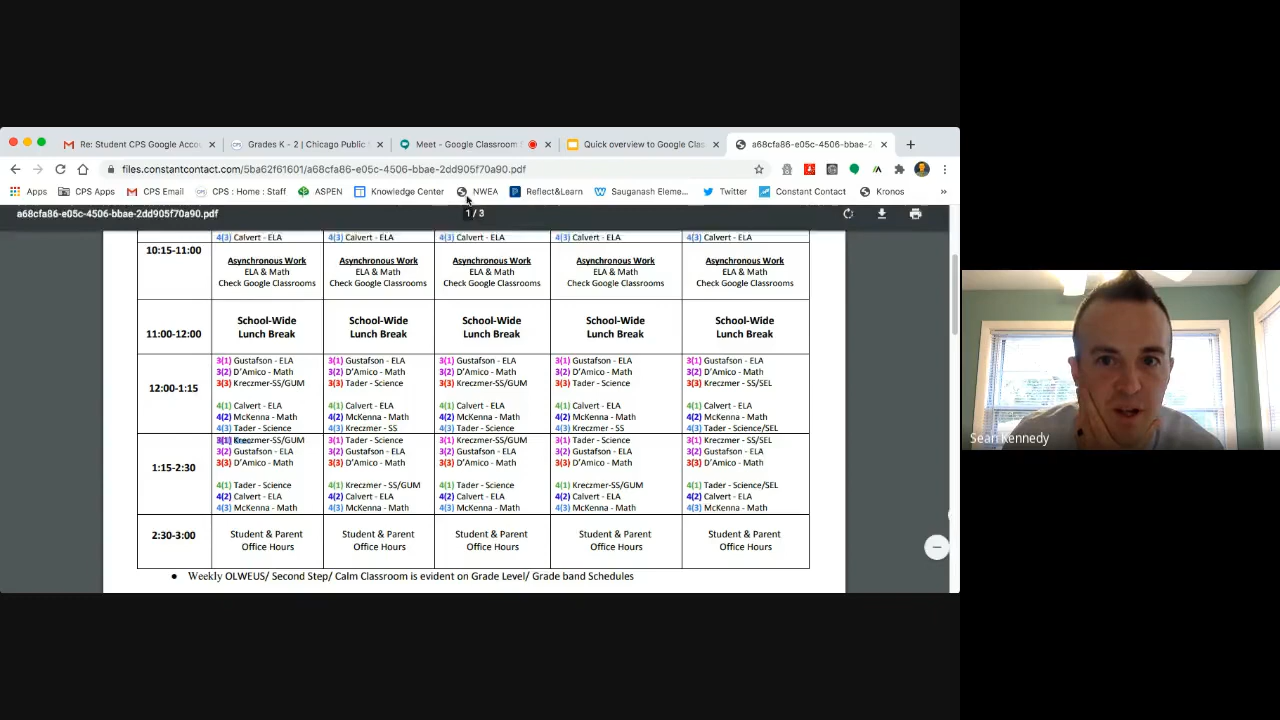 Re: Student CPS Google Accou
Grades K - 2 | Chicago Public
Meet - Google Classroom
Quick overview to Google Clas
a68cfa86-e05c-4506-bbae-2
files.constantcontact.com/5ba62f61601/a68cfa86-e05c-4506-bbae-2dd905f70a90.pdf
Apps CPS Apps CPS Email CPS : Home : Staff ASPEN Knowledge Center NWEA Reflect&Learn Sauganash Eleme... Twitter Constant Contact Kronos »
a68cfa86-e05c-4506-bbae-2dd905f70a90.pdf 1 / 3
4(3) Calvert - ELA 4(3) Calvert - ELA 4(3) Calvert - ELA 4(3) Calvert - ELA 4(3) Calvert - ELA
10:15-11:00
Asynchronous Work Asynchronous Work Asynchronous Work Asynchronous Work Asynchronous Work
ELA & Math ELA & Math ELA & Math ELA & Math ELA & Math
Check Google Classrooms Check Google Classrooms Check Google Classrooms Check Google Classrooms Check Google Classrooms
11:00-12:00
School-Wide School-Wide School-Wide School-Wide School-Wide
Lunch Break Lunch Break Lunch Break Lunch Break Lunch Break
12:00-1:15
3(1) Gustafson - ELA 3(1) Gustafson - ELA 3(1) Gustafson - ELA 3(1) Gustafson - ELA 3(1) Gustafson - ELA
3(2) D'Amico - Math 3(2) D'Amico - Math 3(2) D'Amico - Math 3(2) D'Amico - Math 3(2) D'Amico - Math
3(3) Kreczmer-SS/GUM 3(3) Tader - Science 3(3) Kreczmer-SS/GUM 3(3) Tader - Science 3(3) Kreczmer - SS/SEL
4(1) Calvert - ELA 4(1) Calvert - ELA 4(1) Calvert - ELA 4(1) Calvert - ELA 4(1) Calvert - ELA
4(2) McKenna - Math 4(2) McKenna - Math 4(2) McKenna - Math 4(2) McKenna - Math 4(2) McKenna - Math
4(3) Tader - Science 4(3) Kreczmer - SS 4(3) Tader - Science 4(3) Kreczmer - SS 4(3) Tader - Science/SEL
1:15-2:30
Kreczmer-SS/GUM 3(1) Tader - Science 3(1) Kreczmer-SS/GUM 3(1) Tader - Science 3(1) Kreczmer - SS/SEL
3(2) Gustafson - ELA 3(2) Gustafson - ELA 3(2) Gustafson - ELA 3(2) Gustafson - ELA 3(2) Gustafson - ELA
3(3) D'Amico - Math 3(3) D'Amico - Math 3(3) D'Amico - Math 3(3) D'Amico - Math 3(3) D'Amico - Math
4(1) Tader - Science 4(1) Kreczmer - SS/GUM 4(1) Tader - Science 4(1) Kreczmer-SS/GUM 4(1) Tader - Science/SEL
4(2) Calvert - ELA 4(2) Calvert - ELA 4(2) Calvert - ELA 4(2) Calvert - ELA 4(2) Calvert - ELA
4(3) McKenna - Math 4(3) McKenna - Math 4(3) McKenna - Math 4(3) McKenna - Math 4(3) McKenna - Math
2:30-3:00
Student & Parent Student & Parent Student & Parent Student & Parent Student & Parent
Office Hours Office Hours Office Hours Office Hours Office Hours
● Weekly OLWEUS/ Second Step/ Calm Classroom is evident on Grade Level/ Grade band Schedules
Sean Kennedy